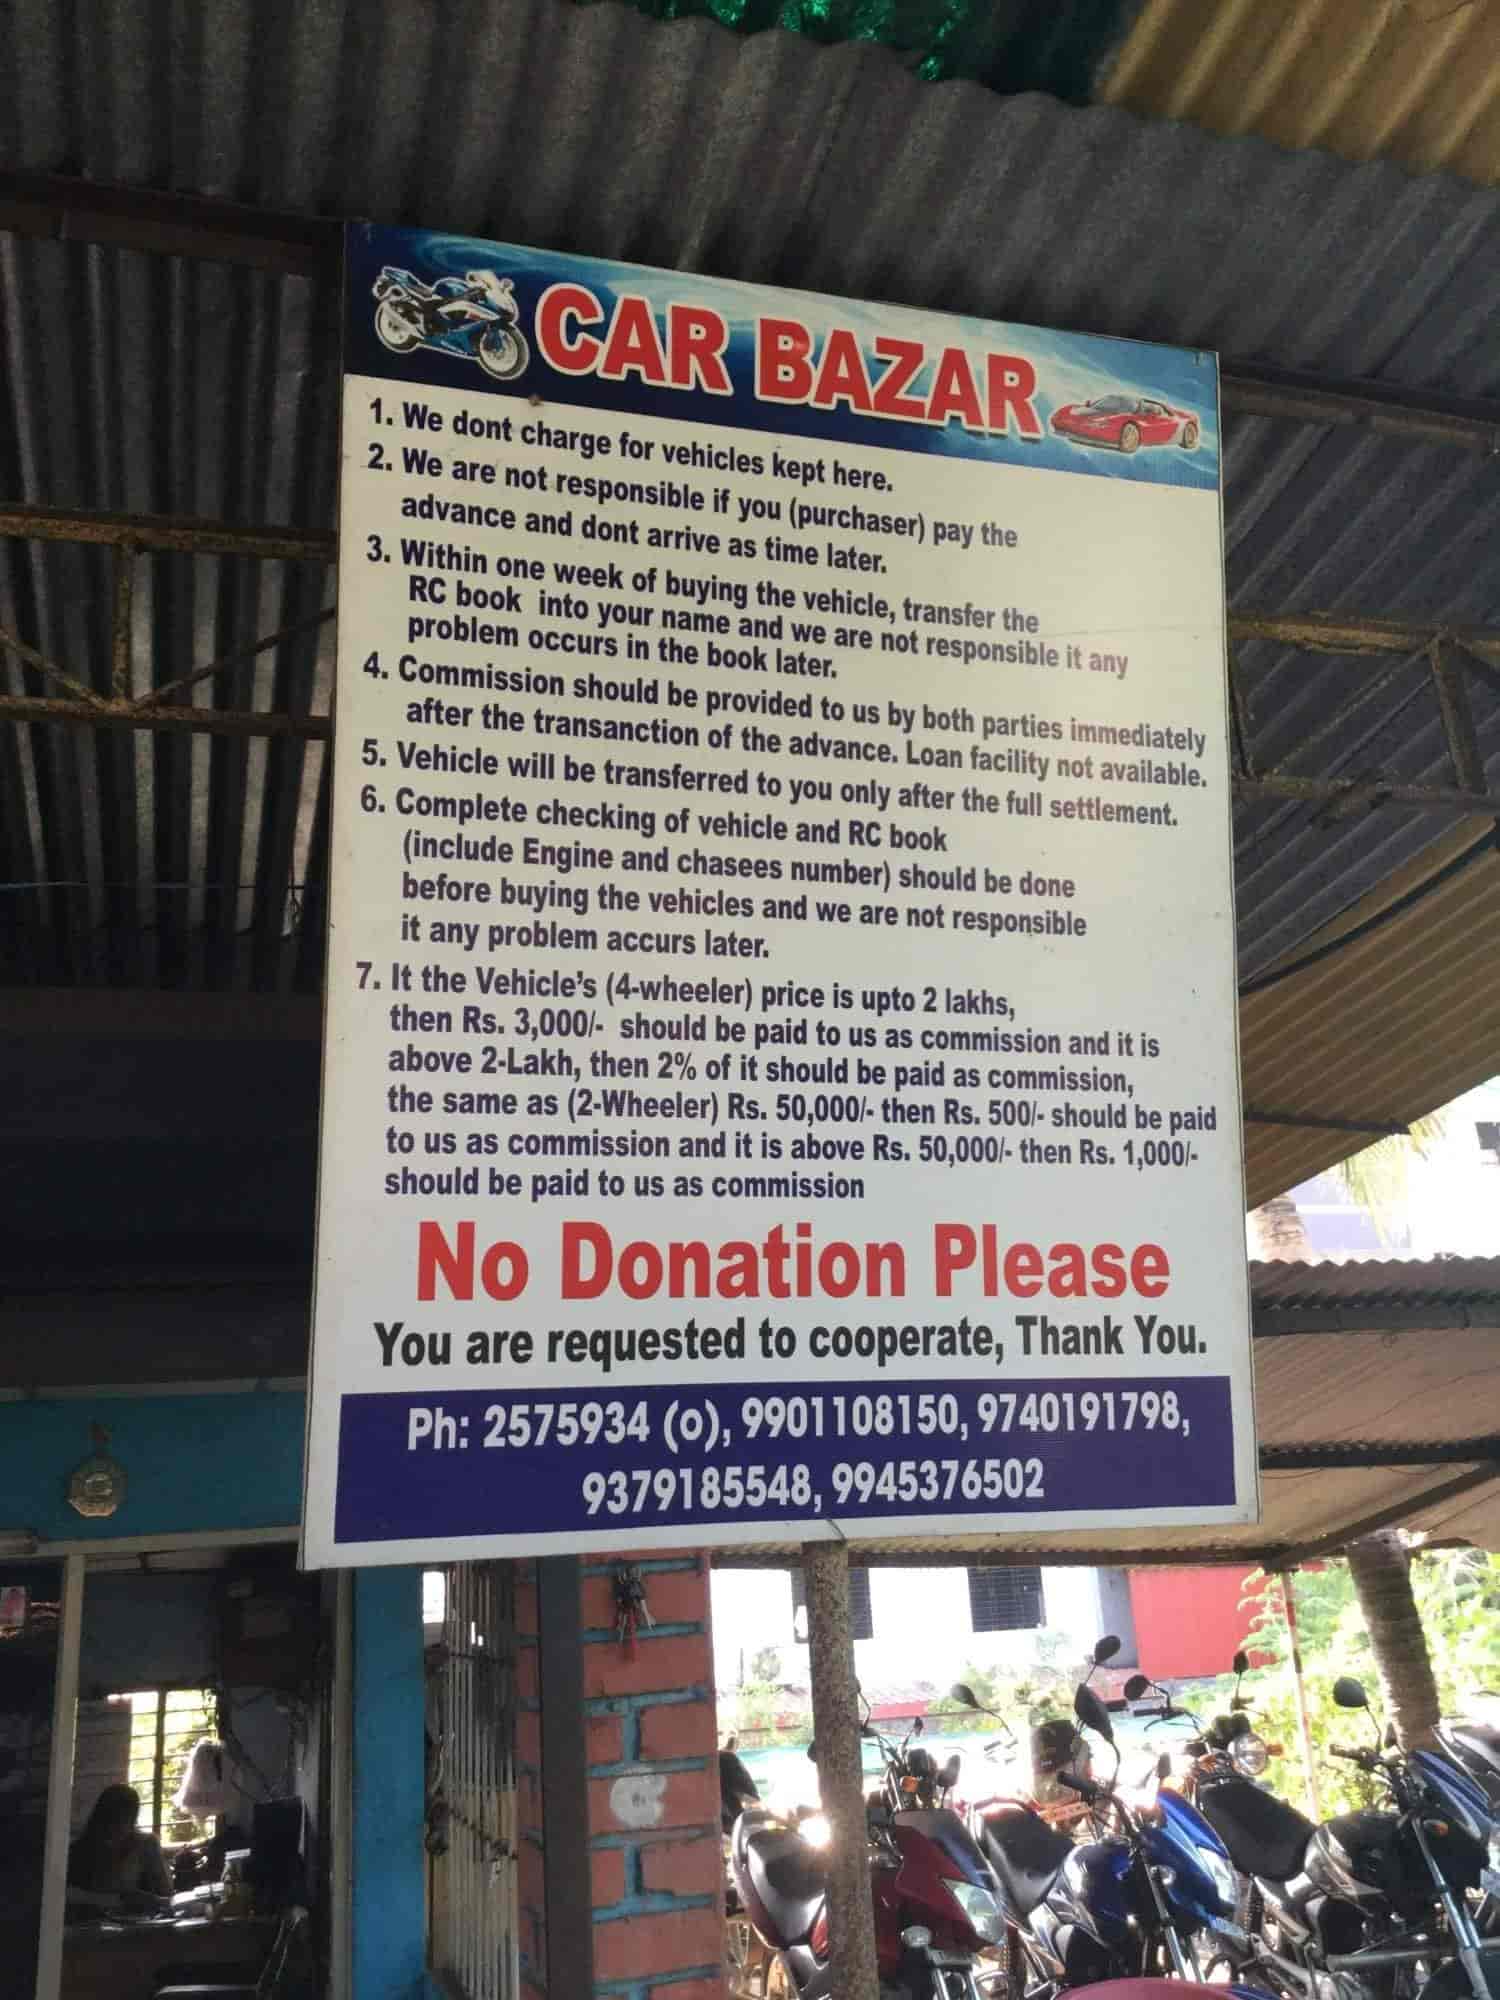 CAR BAZAR
1. We dont charge for vehicles kept here.
2. We are not responsible if you (purchaser) pay the
advance and dont arrive as time later.
3. Within one week of buying the vehicle, transfer the
RC book into your name and we are not responsible it any
problem occurs in the book later.
4. Commission should be provided to us by both parties immediately
after the transanction of the advance. Loan facility not available.
5. Vehicle will be transferred to you only after the full settlement.
6. Complete checking of vehicle and RC book
(include Engine and chasees number) should be done
before buying the vehicles and we are not responsible
it any problem accurs later.
7. It the Vehicle's (4-wheeler) price is upto 2 lakhs,
then Rs. 3,000/- should be paid to us as commission and it is
above 2-Lakh, then 2% of it should be paid as commission,
the same as (2-Wheeler) Rs. 50,000/- then Rs. 500/- should be paid
to us as commission and it is above Rs. 50,000/- then Rs. 1,000/-
should be paid to us as commission
No Donation Please
You are requested to cooperate, Thank You.
Ph: 2575934 (o), 9901108150, 9740191798,
9379185548, 9945376502